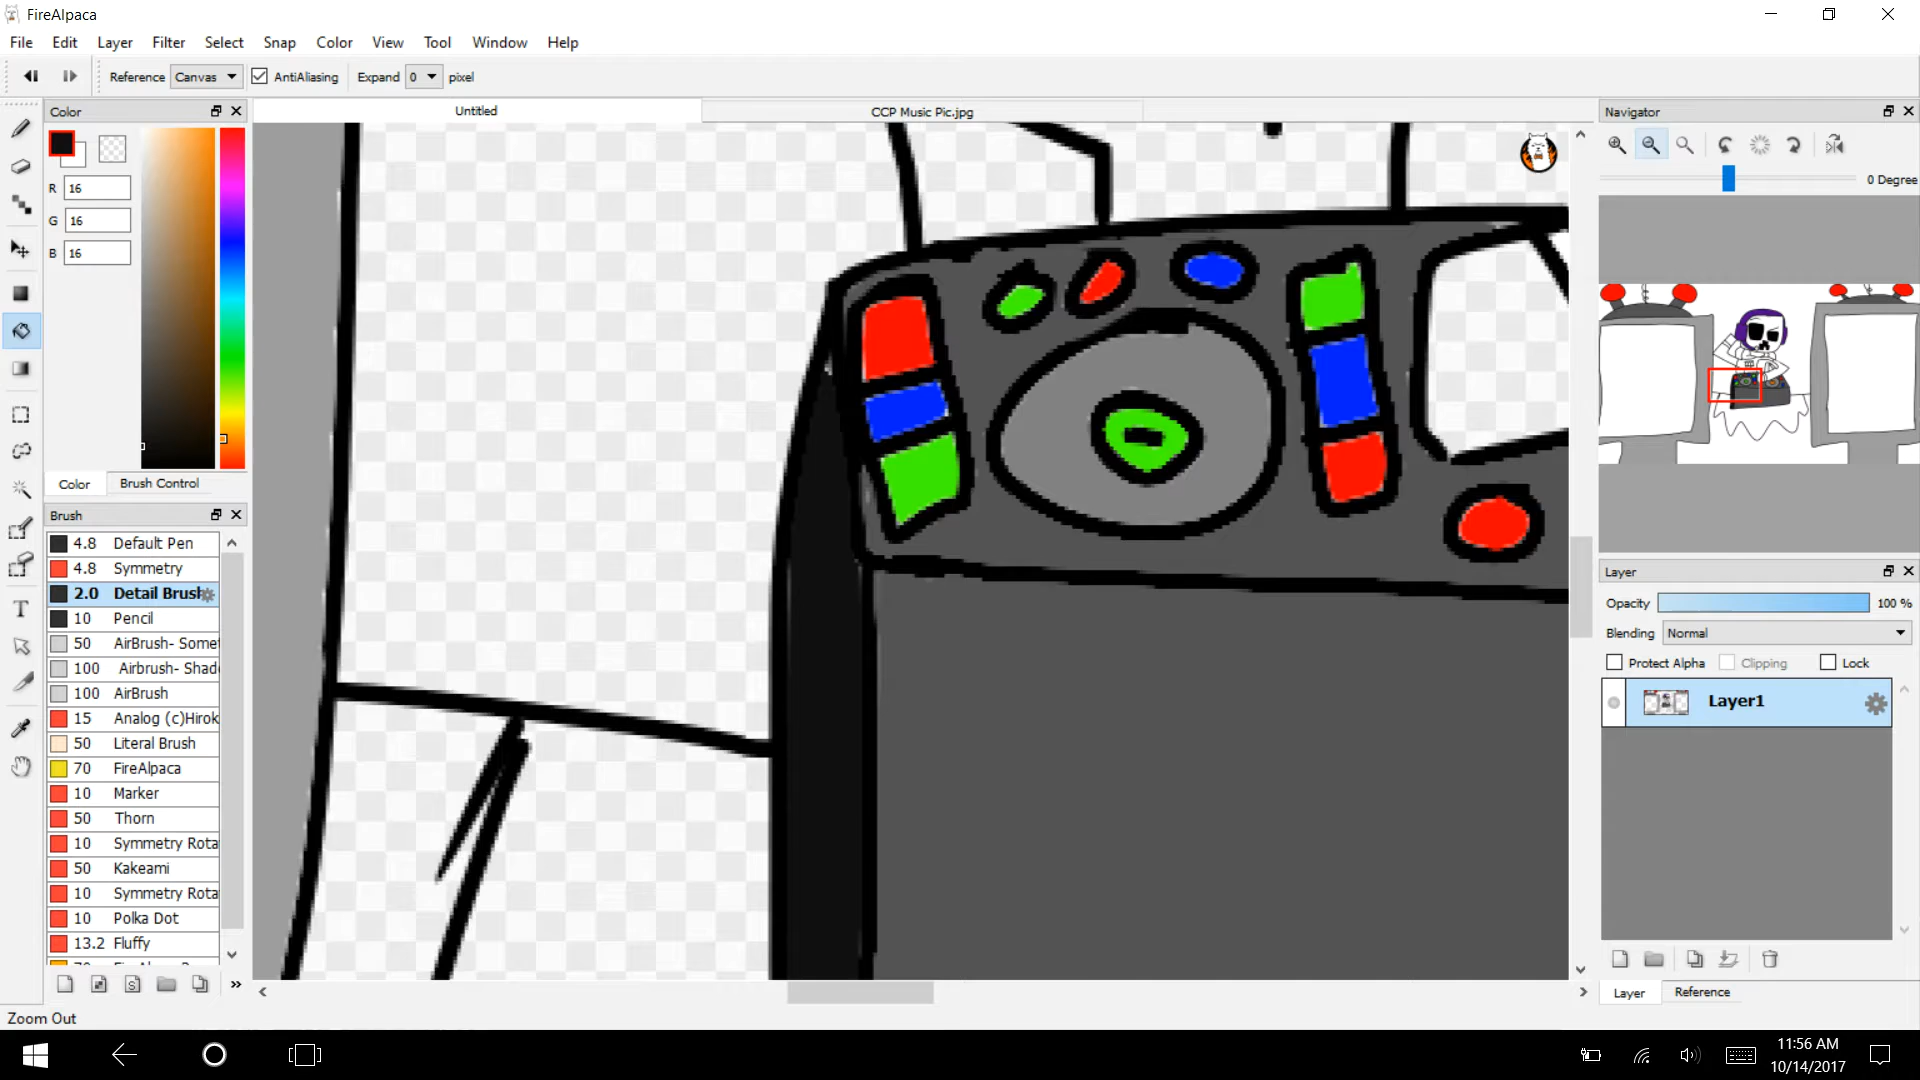 FireAlpaca
File Edit Layer Filter Select Snap Color View Tool Window Help
Reference Canvas AntiAliasing Expand 0 pixel
Color
Untitled
CCP Music Pic.jpg
Navigator
R 16
G 16
B 16
0 Degree
Color Brush Control
Brush
4.8 Default Pen
4.8 Symmetry
2.0 Detail Brush
10 Pencil
50 AirBrush- Somet
100 Airbrush- Shad
100 AirBrush
15 Analog (c)Hirok
50 Literal Brush
70 FireAlpaca
10 Marker
50 Thorn
10 Symmetry Rota
50 Kakeami
10 Symmetry Rota
10 Polka Dot
13.2 Fluffy
Layer
Opacity 100 %
Blending Normal
Protect Alpha Clipping Lock
Layer1
Layer Reference
Zoom Out
11:56 AM
10/14/2017